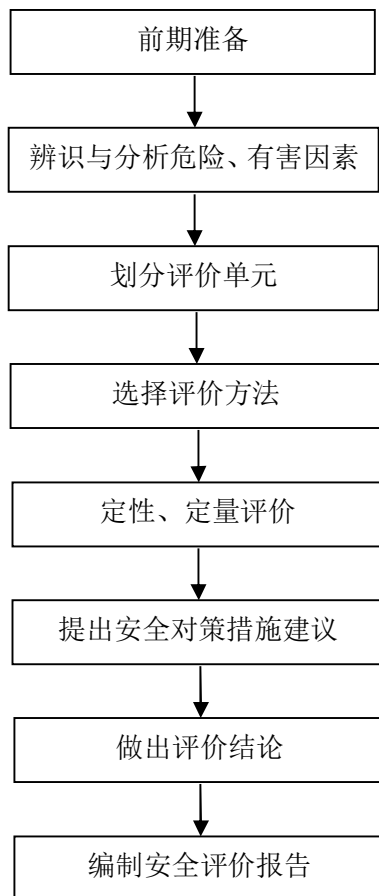 前期准备
辨识与分析危险、有害因素
划分评价单元
选择评价方法
定性、定量评价
提出安全对策措施建议
做出评价结论
编制安全评价报告